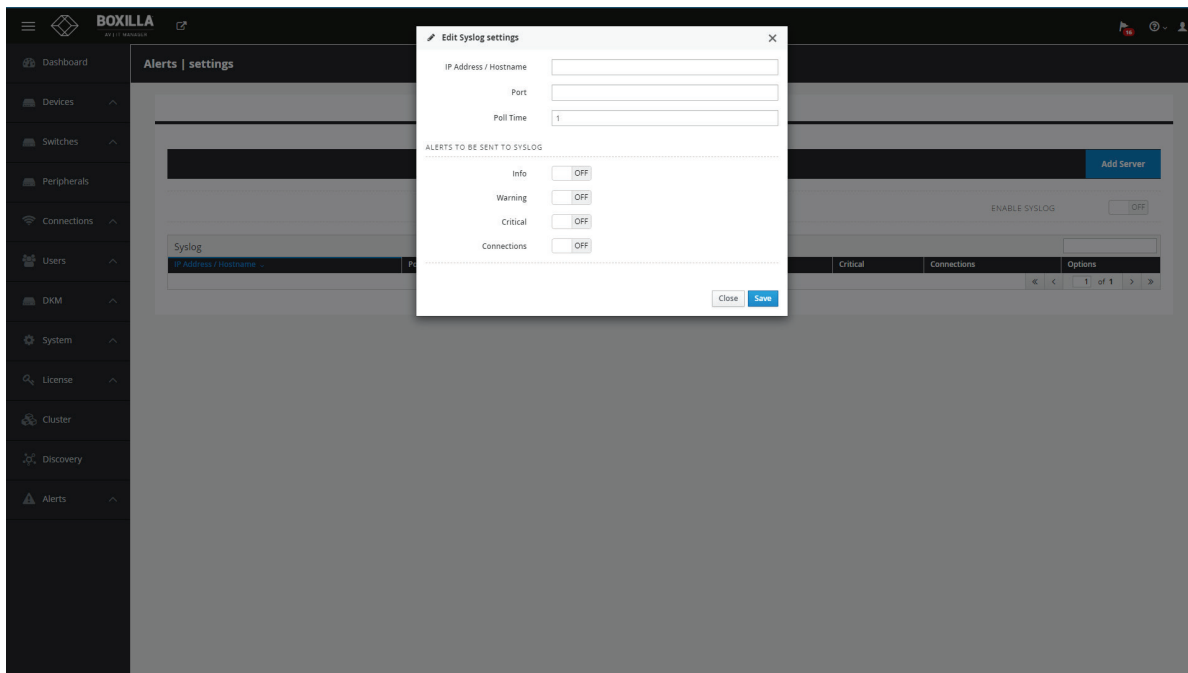 BOXILLA
AV | IT MANAGER
16
Dashboard
Devices
Switches
Peripherals
Connections
Users
DKM
System
License
Cluster
Discovery
Alerts
Alerts | settings
Edit Syslog settings
IP Address / Hostname
Port
Poll Time 1
ALERTS TO BE SENT TO SYSLOG
Info OFF
Warning OFF
Critical OFF
Connections OFF
Close Save
Add Server
ENABLE SYSLOG OFF
Syslog
IP Address / Hostname Critical Connections Options
1 of 1